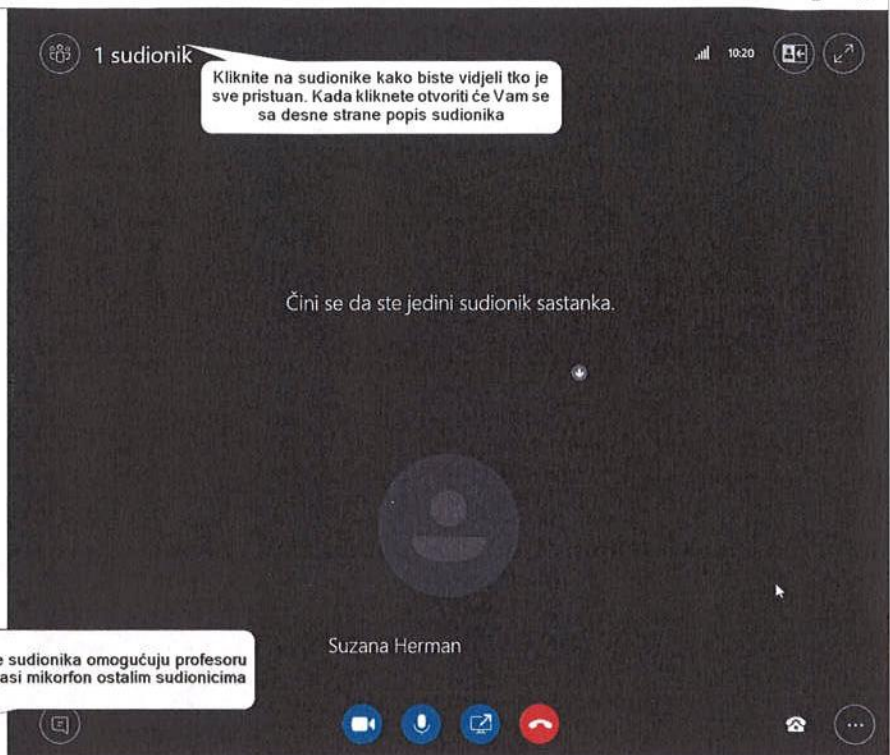 1 sudionik
10:20
Kliknite na sudionike kako biste vidjeli tko je
sve pristuan. Kada kliknete otvoriti će Vam se
sa desne strane popis sudionika
Čini se da ste jedini sudionik sastanka.
Suzana Herman
sudionika omogućuju profesoru
mikorfon ostalim sudionicima